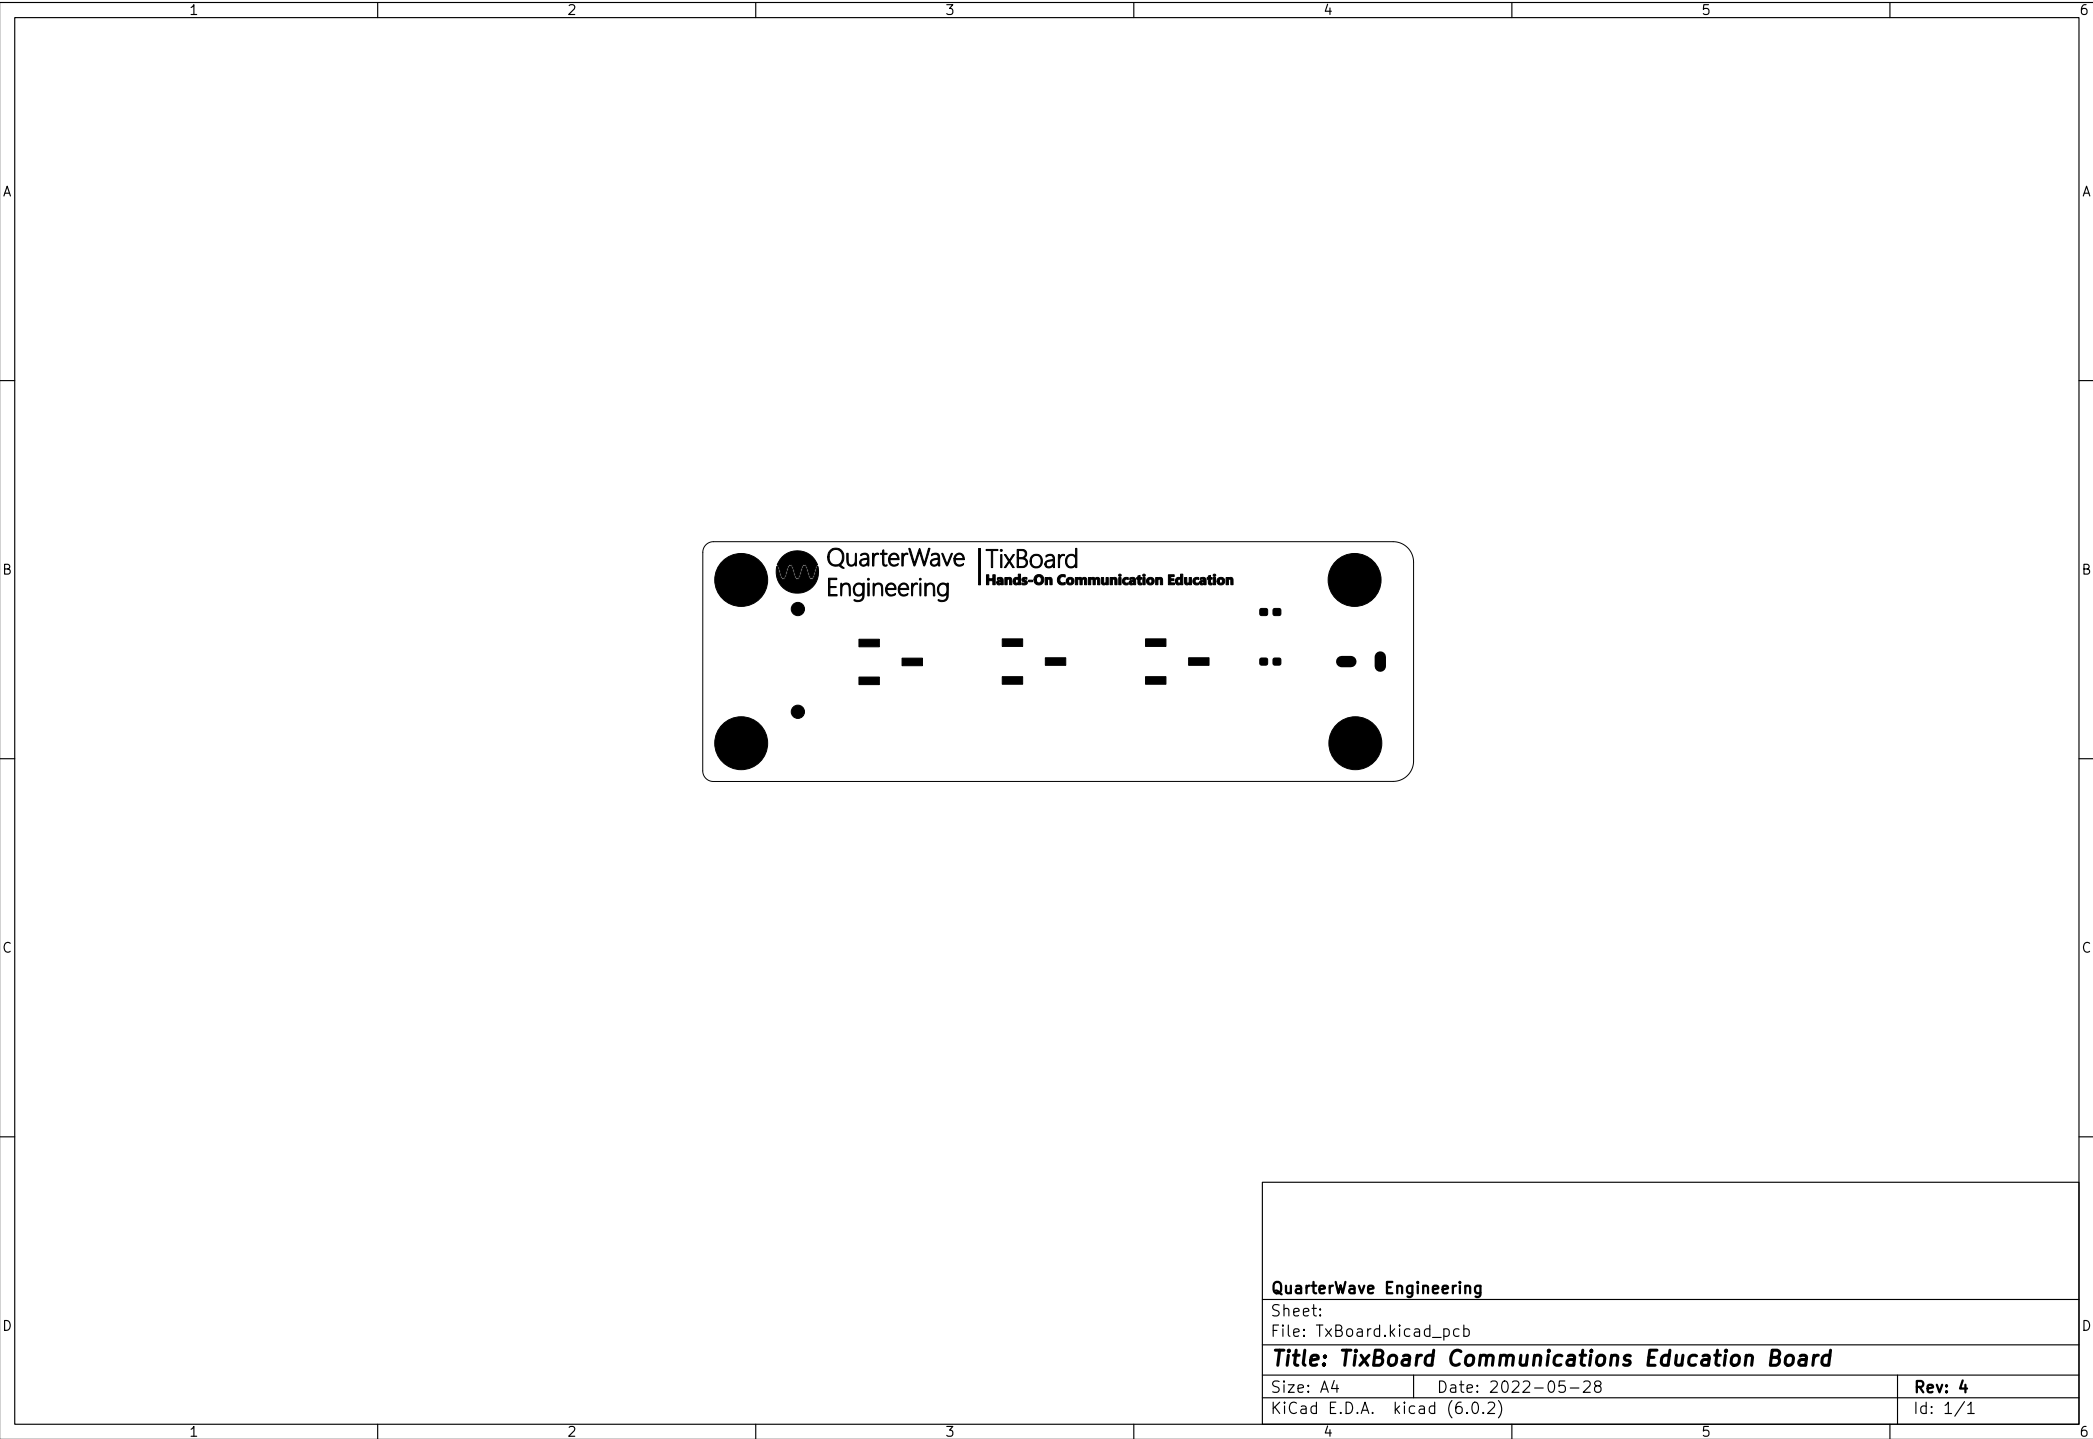 1 2 3 4 5 6
A A
QuarterWave
Engineering
TixBoard
Hands-On Communication Education
B B
C C
QuarterWave Engineering
Sheet:
File: TxBoard.kicad_pcb
D D
Title: TixBoard Communications Education Board
Size: A4 Date: 2022-05-28 Rev: 4
KiCad E.D.A. kicad (6.0.2) Id: 1/1
1 2 3 4 5 6